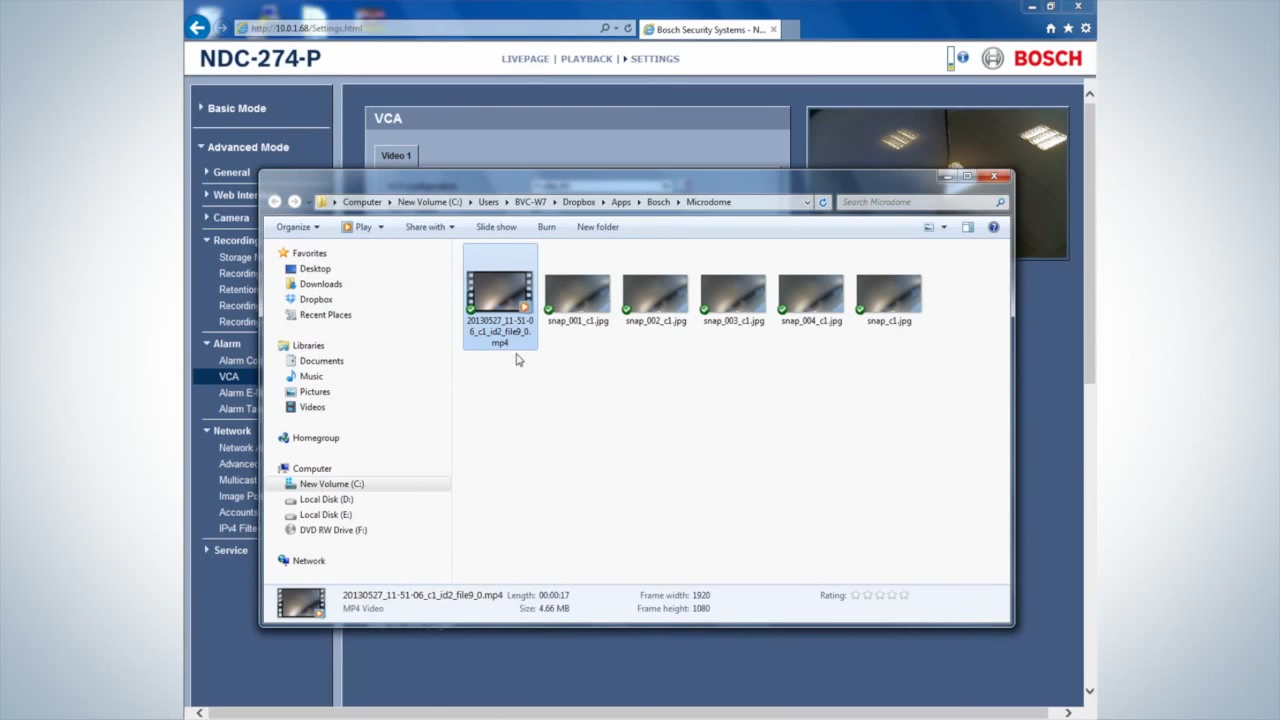 http://10.0.1.68/Settings.html
Bosch Security Systems - N...
NDC-274-P
LIVEPAGE | PLAYBACK | SETTINGS
BOSCH
Basic Mode
Advanced Mode
General
Web Inter
Camera
Recording
Storage M
Recording
Retention
Recording
Recording
Alarm
Alarm Co
VCA
Alarm E-M
Alarm Ta
Network
Network A
Advanced
Multicast
Image Po
Accounts
IPv4 Filte
Service
VCA
Video 1
Computer New Volume (C:) Users BVC-W7 Dropbox Apps Bosch Microdome
Search Microdome
Organize Play Share with Slide show Burn New folder
Favorites
Desktop
Downloads
Dropbox
Recent Places
Libraries
Documents
Music
Pictures
Videos
Homegroup
Computer
New Volume (C:)
Local Disk (D:)
Local Disk (E:)
DVD RW Drive (F:)
Network
20130527_11-51-0
6_c1_id2_file9_0.
mp4
snap_001_c1.jpg
snap_002_c1.jpg
snap_003_c1.jpg
snap_004_c1.jpg
snap_c1.jpg
20130527_11-51-06_c1_id2_file9_0.mp4 Length: 00:00:17 Frame width: 1920 Rating:
MP4 Video Size: 4.66 MB Frame height: 1080